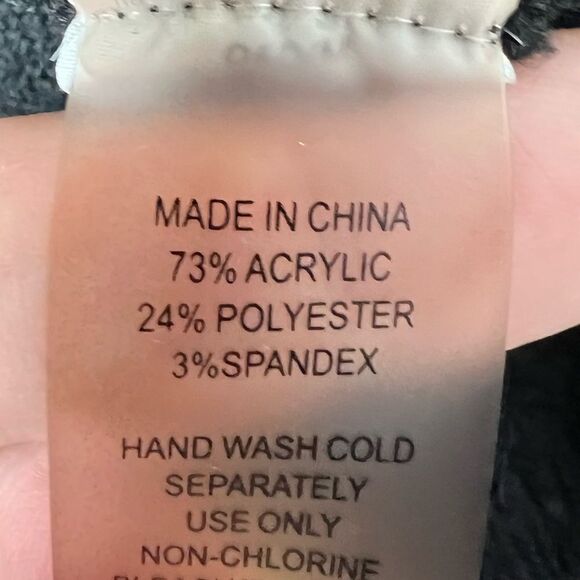 MADE IN CHINA
73% ACRYLIC
24% POLYESTER
3%SPANDEX
HAND WASH COLD
SEPARATELY
USE ONLY
NON-CHLORINE